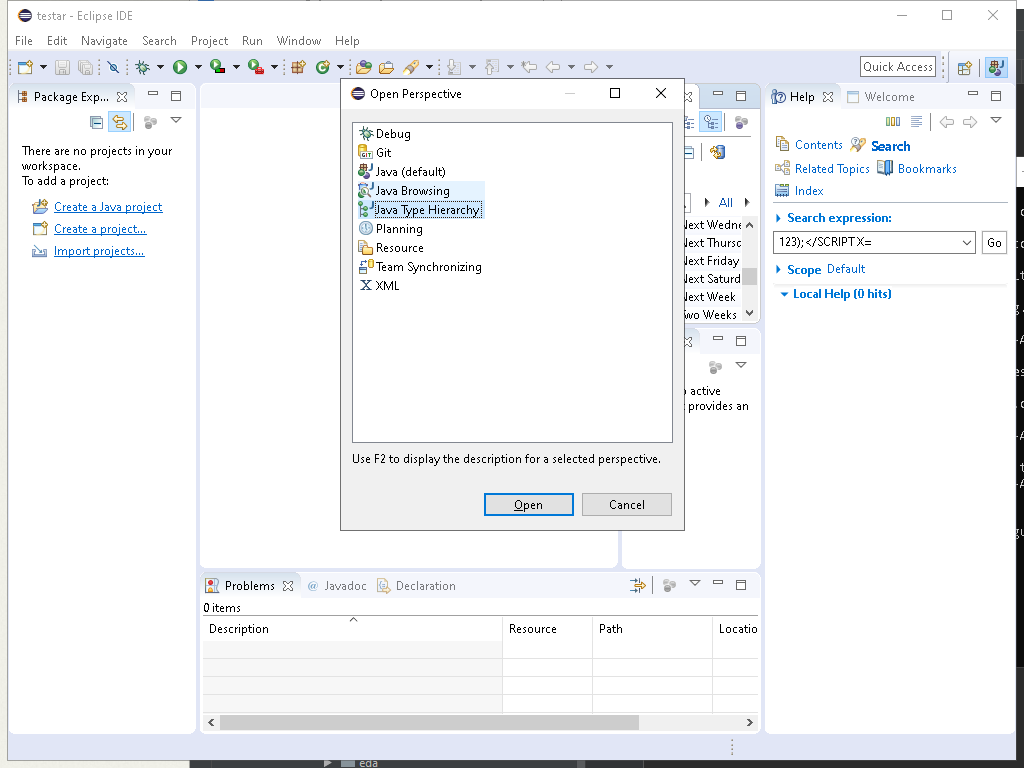 testar - Eclipse IDE
File Edit Navigate Search Project Run Window Help
Quick Access
Package Exp...
There are no projects in your
workspace.
To add a project:
Create a Java project
Create a project...
Import projects...
Open Perspective
Debug
Git
Java (default)
Java Browsing
Java Type Hierarchy
Planning
Resource
Team Synchronizing
XML
Use F2 to display the description for a selected perspective.
Open Cancel
All
Next Wedne
Next Thursd
Next Friday
Next Saturd
Next Week
Two Weeks
active
provides an
Help Welcome
Contents Search
Related Topics Bookmarks
Index
Search expression:
123);</SCRIPTX= Go
Scope Default
Local Help (0 hits)
Problems @ Javadoc Declaration
0 items
Description Resource Path Locatio
eda